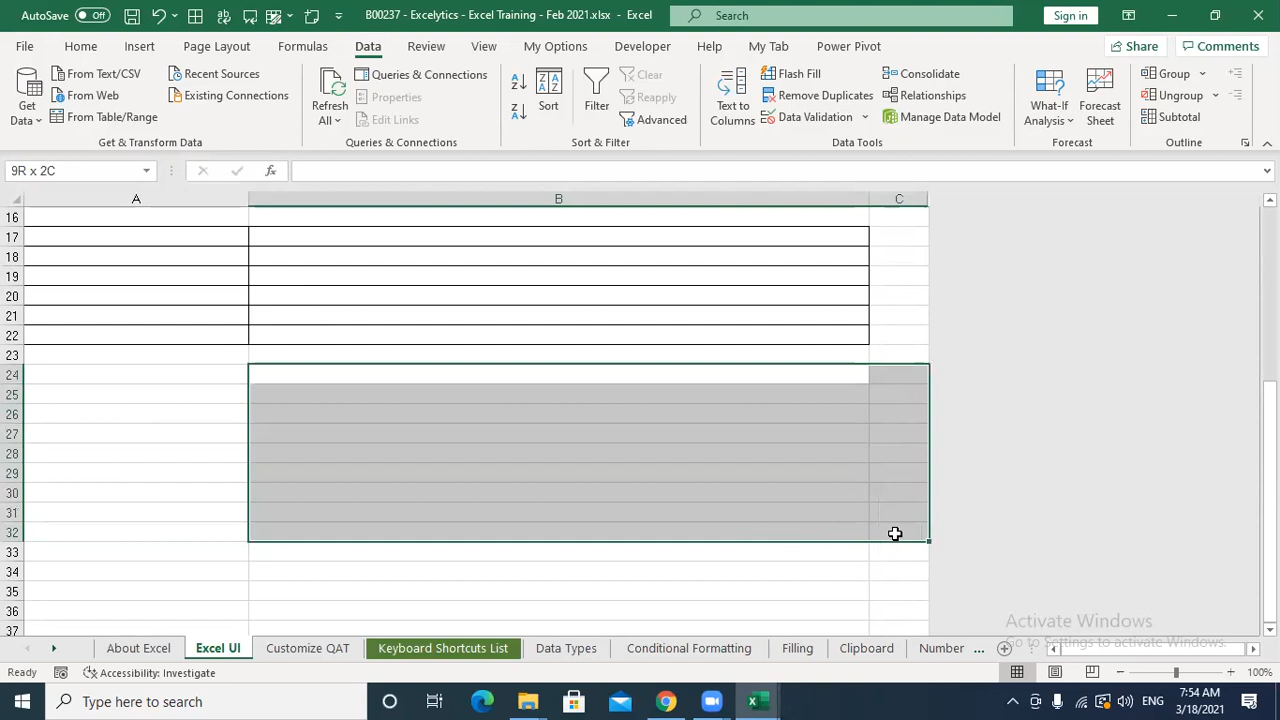 AutoSave Off B00237 - Excelytics - Excel Training - Feb 2021.xlsx - Excel Search Sign in
File Home Insert Page Layout Formulas Data Review View My Options Developer Help My Tab Power Pivot Share Comments
Get Data From Text/CSV From Web From Table/Range Recent Sources Existing Connections
Get & Transform Data
Refresh All Queries & Connections Properties Edit Links
Queries & Connections
Sort Filter Clear Reapply Advanced
Sort & Filter
Text to Columns Flash Fill Remove Duplicates Data Validation Consolidate Relationships Manage Data Model
Data Tools
What-If Analysis Forecast Sheet
Forecast
Group Ungroup Subtotal
Outline
9R x 2C fx
A B C
16
17
18
19
20
21
22
23
24
25
26
27
28
29
30
31
32
33
34
35
36
37
Activate Windows
Go to Settings to activate Windows.
About Excel Excel UI Customize QAT Keyboard Shortcuts List Data Types Conditional Formatting Filling Clipboard Number ...
Ready Accessibility: Investigate 100%
Type here to search ENG 7:54 AM
3/18/2021